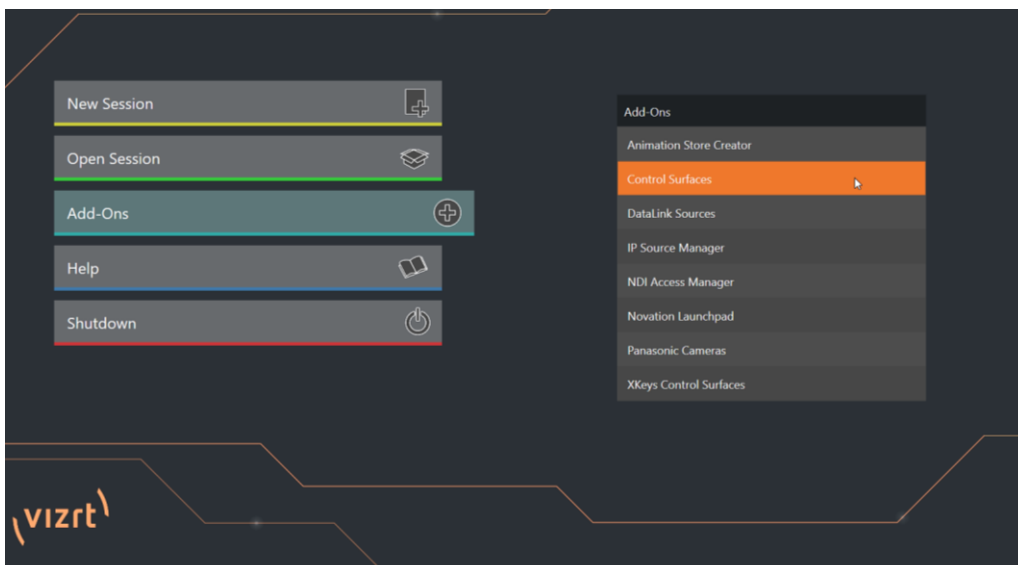 New Session
Open Session
Add-Ons
Help
Shutdown
Add-Ons
Animation Store Creator
Control Surfaces
DataLink Sources
IP Source Manager
NDI Access Manager
Novation Launchpad
Panasonic Cameras
XKeys Control Surfaces
vizrt